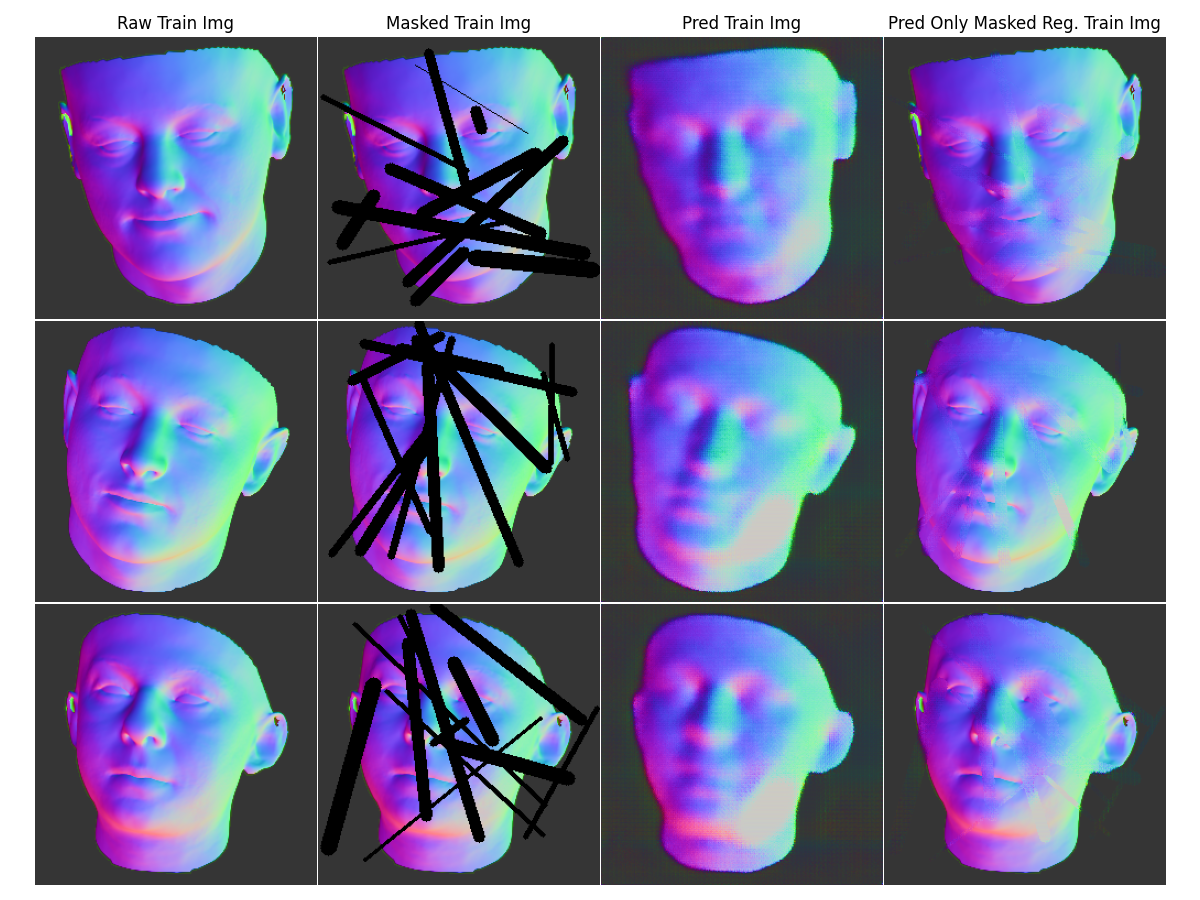 Raw Train Img
Masked Train Img
Pred Train Img
Pred Only Masked Reg. Train Img